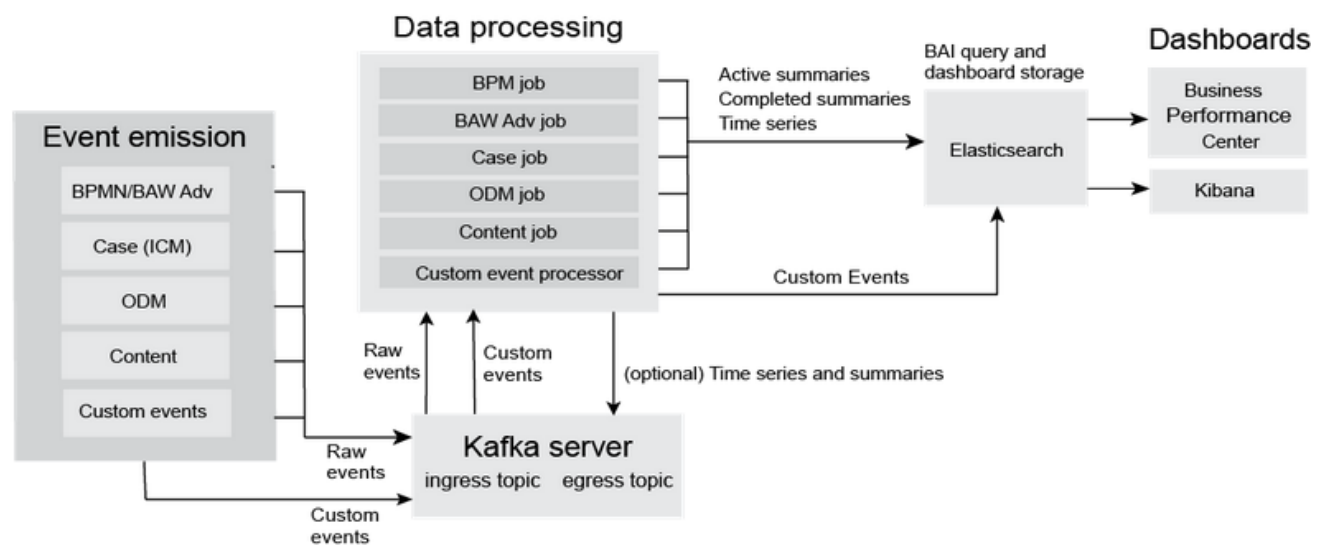 Data processing
BPM job
BAW Adv job
Case job
ODM job
Content job
Custom event processor
Event emission
BPMN/BAW Adv
Case (ICM)
ODM
Content
Custom events
Active summaries
Completed summaries
Time series
BAI query and
dashboard storage
Elasticsearch
Dashboards
Business
Performance
Center
Kibana
Custom Events
Raw
events
Custom
events
(optional) Time series and summaries
Raw
events
Custom
events
Kafka server
ingress topic
egress topic